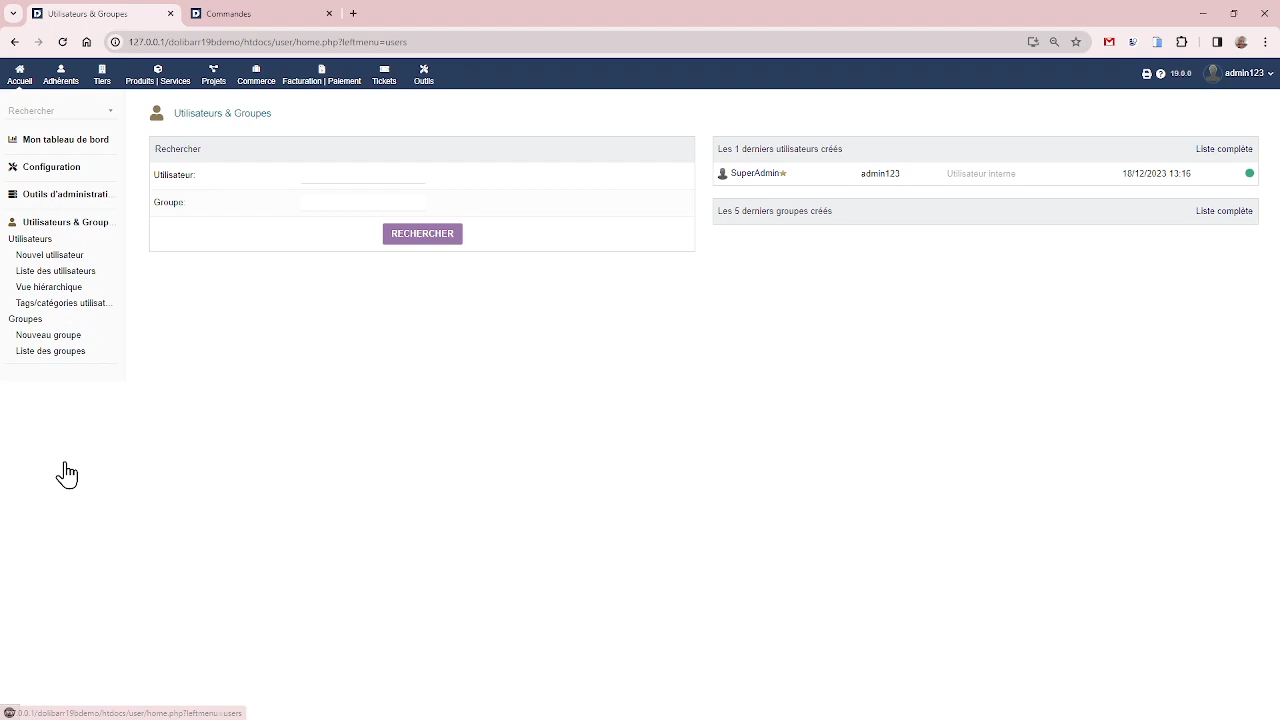 Utilisateurs & Groupes
Commandes
127.0.0.1/dolibarr19bdemo/htdocs/user/home.php?leftmenu=users
Accueil
Adhérents
Tiers
Produits | Services
Projets
Commerce
Facturation | Paiement
Tickets
Outils
19.0.0
admin123
Rechercher
Mon tableau de bord
Configuration
Outils d'administrati...
Utilisateurs & Group...
Utilisateurs
Nouvel utilisateur
Liste des utilisateurs
Vue hiérarchique
Tags/catégories utilisat...
Groupes
Nouveau groupe
Liste des groupes
Utilisateurs & Groupes
Rechercher
Utilisateur:
Groupe:
RECHERCHER
Les 1 derniers utilisateurs créés Liste complète
SuperAdmin admin123 Utilisateur interne 18/12/2023 13:16
Les 5 derniers groupes créés Liste complète
.0.0.1/dolibarr19bdemo/htdocs/user/home.php?leftmenu=users